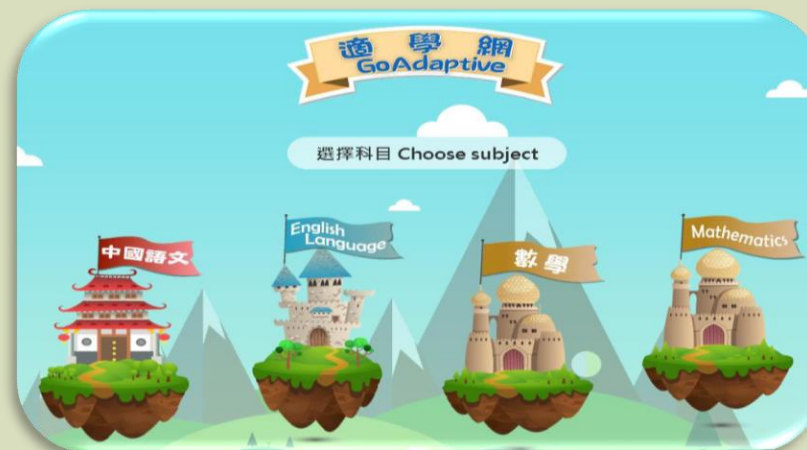 適學網
GoAdaptive
選擇科目 Choose subject
中國語文
English
Language
數學
Mathematics